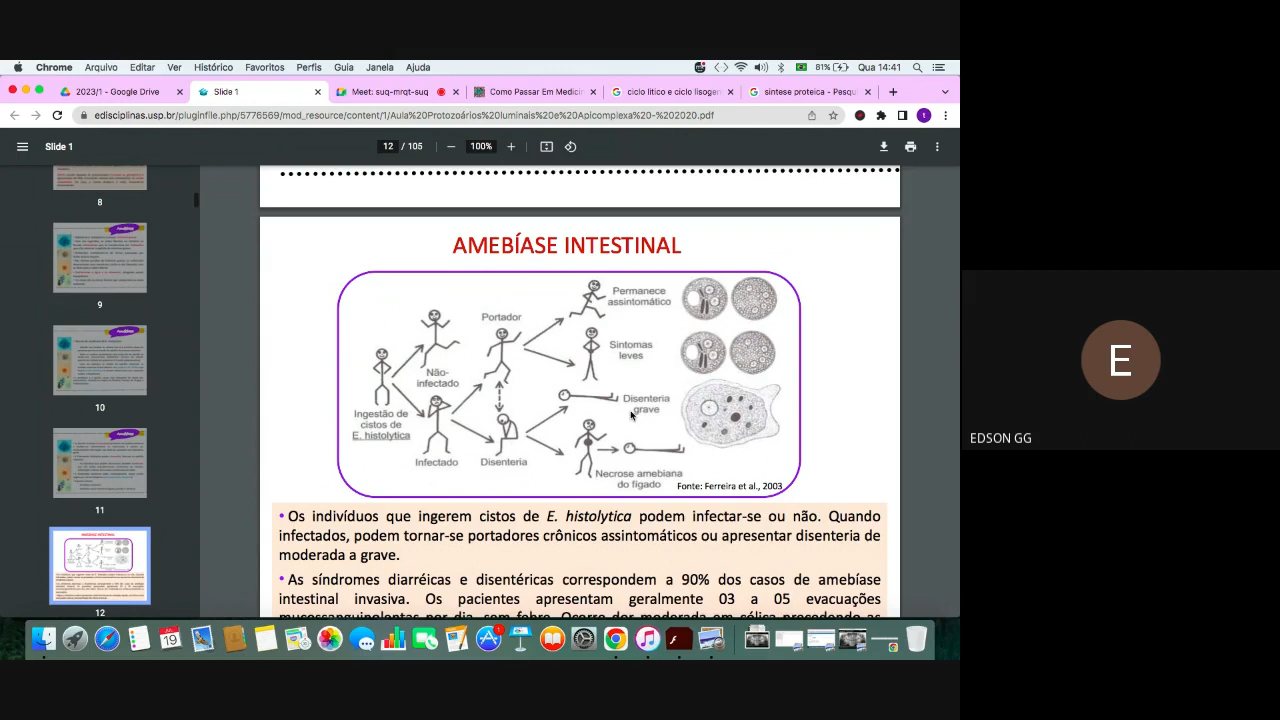 Chrome Arquivo Editar Ver Histórico Favoritos Perfis Guia Janela Ajuda 81% Qua 14:41
2023/1 - Google Drive
Slide 1
Meet: suq-mrqt-suq
Como Passar Em Medicin
ciclo litico e ciclo lisogen
sintese proteica - Pesqui
edisciplinas.usp.br/pluginfile.php/5776569/mod_resource/content/1/Aula%20Protozoários%20luminais%20e%20Apicomplexa%20-%202020.pdf
Slide 1 12 / 105 100%
8
9
10
11
12
AMEBÍASE INTESTINAL
Permanece
assintomático
Portador
Sintomas
leves
Não-
infectado
Disenteria
grave
Ingestão de
cistos de
E. histolytica
Infectado
Disenteria
Necrose amebiana
do fígado
Fonte: Ferreira et al., 2003
• Os indivíduos que ingerem cistos de E. histolytica podem infectar-se ou não. Quando
infectados, podem tornar-se portadores crônicos assintomáticos ou apresentar disenteria de
moderada a grave.
• As síndromes diarréicas e disentéricas correspondem a 90% dos casos de amebíase
intestinal invasiva. Os pacientes apresentam geralmente 03 a 05 evacuações
E
EDSON GG